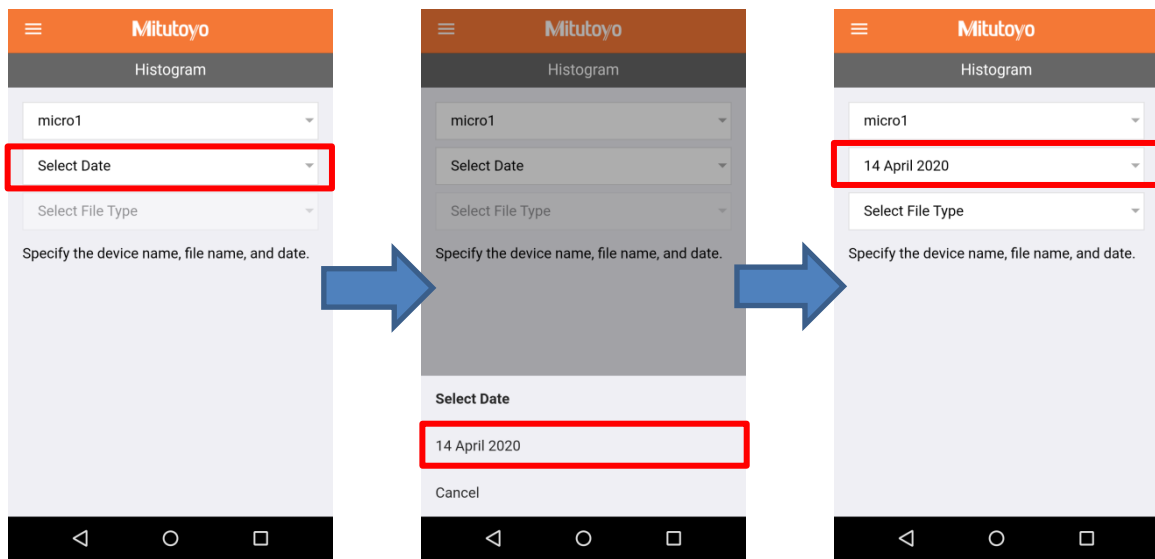 Mitutoyo
Histogram
micro1
Select Date
Select File Type
Specify the device name, file name, and date.
Mitutoyo
Histogram
micro1
Select Date
Select File Type
Specify the device name, file name, and date.
Select Date
14 April 2020
Cancel
Mitutoyo
Histogram
micro1
14 April 2020
Select File Type
Specify the device name, file name, and date.